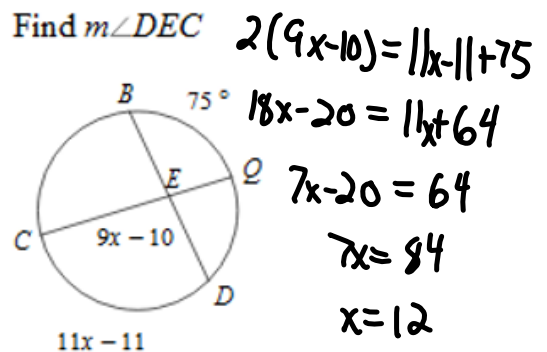 Find m∠DEC
2(9x-10)=11x-11+75
B
75°
18x-20=11x+64
E
Q
7x-20=64
C
9x – 10
7x=84
D
x=12
11x – 11